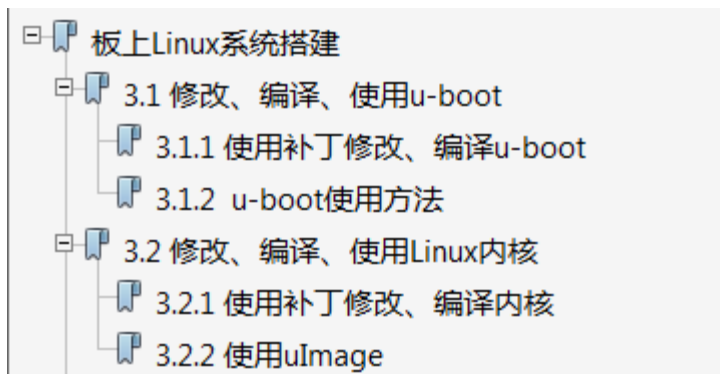 板上Linux系统搭建
3.1 修改、编译、使用u-boot
3.1.1 使用补丁修改、编译u-boot
3.1.2 u-boot使用方法
3.2 修改、编译、使用Linux内核
3.2.1 使用补丁修改、编译内核
3.2.2 使用uImage